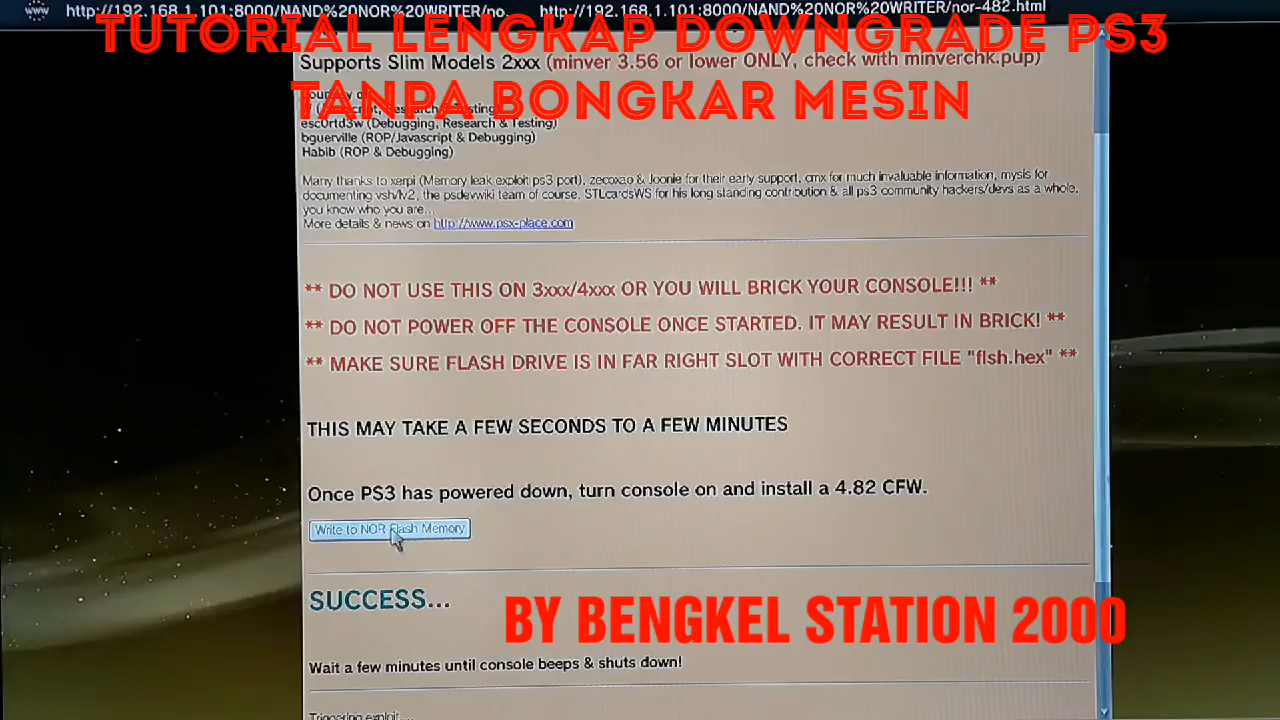 http://192.168.1.101:8000/NAND%20NOR%20WRITER/no. http://192.168.1.101:8000/NAND%20NOR%20WRITER/nor-482.html
TUTORIAL LENGKAP DOWNGRADE PS3
Supports Slim Models 2xxx (minver 3.56 or lower ONLY, check with minverchk.pup)
TANPA BONGKAR MESIN
Research & Testing)
esc0rtd3w (Debugging, Research & Testing)
bguerville (ROP/Javascript & Debugging)
Habib (ROP & Debugging)
Many thanks to xerpi (Memory leak exploit ps3 port), zecoxao & Joonie for their early support, cmx for much invaluable information, mysis for
documenting vsh/lv2, the psdevwiki team of course, STLcardsWS for his long standing contribution & all ps3 community hackers/devs as a whole,
you know who you are...
More details & news on http://www.psx-place.com
** DO NOT USE THIS ON 3xxx/4xxx OR YOU WILL BRICK YOUR CONSOLE!!! **
** DO NOT POWER OFF THE CONSOLE ONCE STARTED. IT MAY RESULT IN BRICK! **
** MAKE SURE FLASH DRIVE IS IN FAR RIGHT SLOT WITH CORRECT FILE "flsh.hex" **
THIS MAY TAKE A FEW SECONDS TO A FEW MINUTES
Once PS3 has powered down, turn console on and install a 4.82 CFW.
Write to NOR Flash Memory
SUCCESS...
BY BENGKEL STATION 2000
Wait a few minutes until console beeps & shuts down!
Triggering exploit...